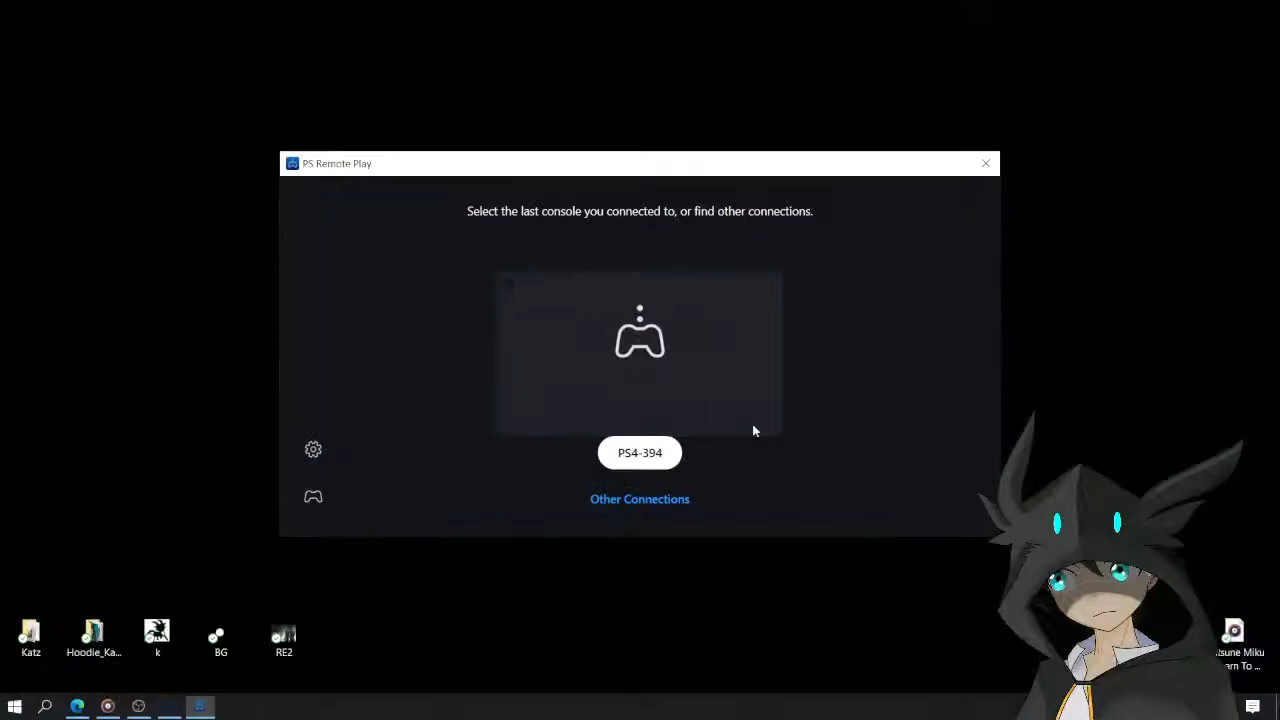 PS Remote Play
Select the last console you connected to, or find other connections.
PS4-394
Other Connections
Katz
Hoodie_Ka...
k
BG
RE2
tsune Miku
arn To ...